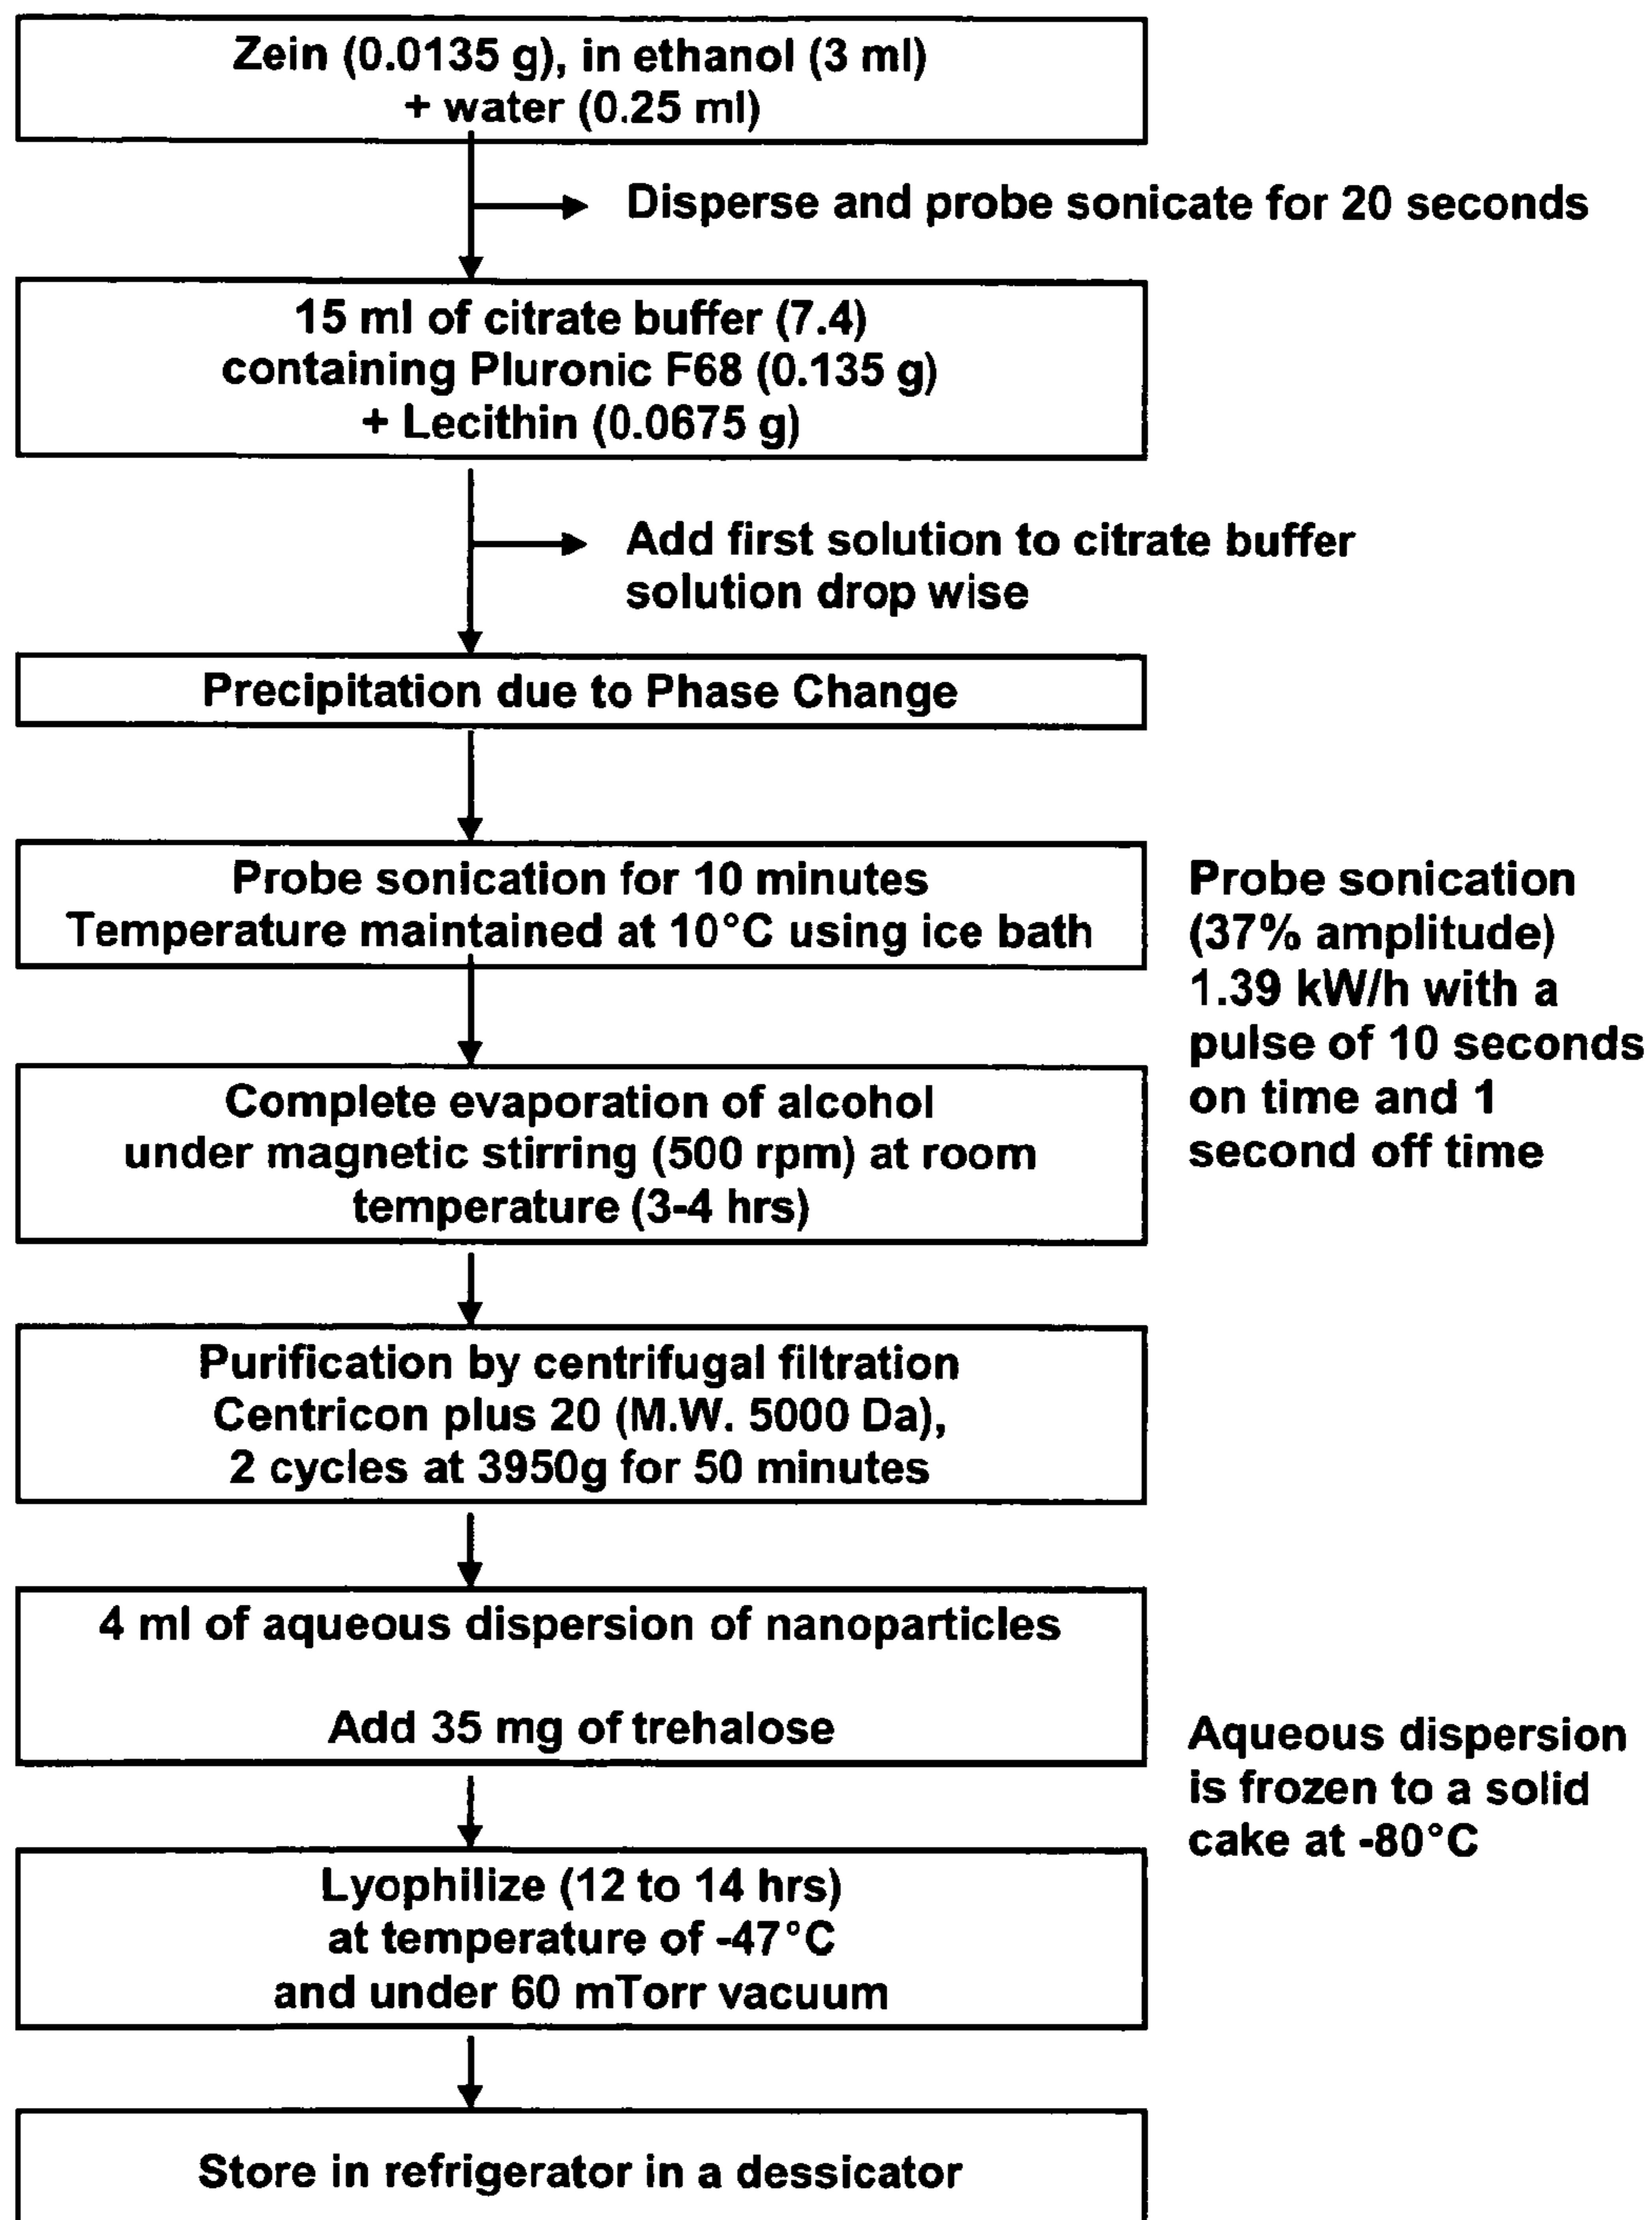 Zein (0.0135 g), in ethanol (3 ml)
+ water (0.25 ml)
Disperse and probe sonicate for 20 seconds
15 ml of citrate buffer (7.4)
containing Pluronic F68 (0.135 g)
+ Lecithin (0.0675 g)
Add first solution to citrate buffer
solution drop wise
Precipitation due to Phase Change
Probe sonication for 10 minutes
Temperature maintained at 10°C using ice bath
Probe sonication
(37% amplitude)
1.39 kW/h with a
pulse of 10 seconds
on time and 1
second off time
Complete evaporation of alcohol
under magnetic stirring (500 rpm) at room
temperature (3-4 hrs)
Purification by centrifugal filtration
Centricon plus 20 (M.W. 5000 Da),
2 cycles at 3950g for 50 minutes
4 ml of aqueous dispersion of nanoparticles
Add 35 mg of trehalose
Aqueous dispersion
is frozen to a solid
cake at -80°C
Lyophilize (12 to 14 hrs)
at temperature of -47°C
and under 60 mTorr vacuum
Store in refrigerator in a dessicator